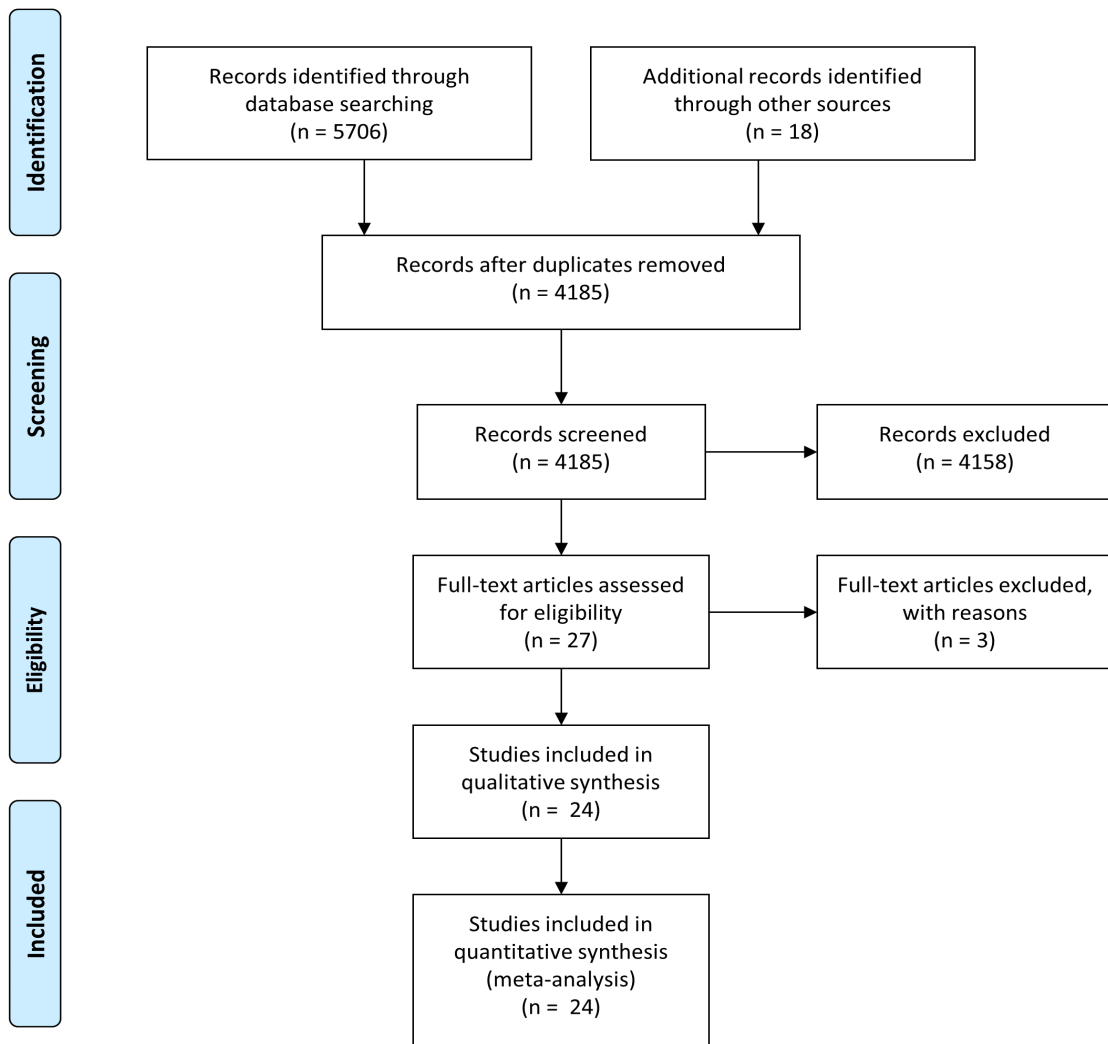 Identification
Records identified through
database searching
(n = 5706)
Additional records identified
through other sources
(n = 18)
Records after duplicates removed
(n = 4185)
Screening
Records screened
(n = 4185)
Records excluded
(n = 4158)
Eligibility
Full-text articles assessed
for eligibility
(n = 27)
Full-text articles excluded,
with reasons
(n = 3)
Studies included in
qualitative synthesis
(n =  24)
Included
Studies included in
quantitative synthesis
(meta-analysis)
(n =  24)